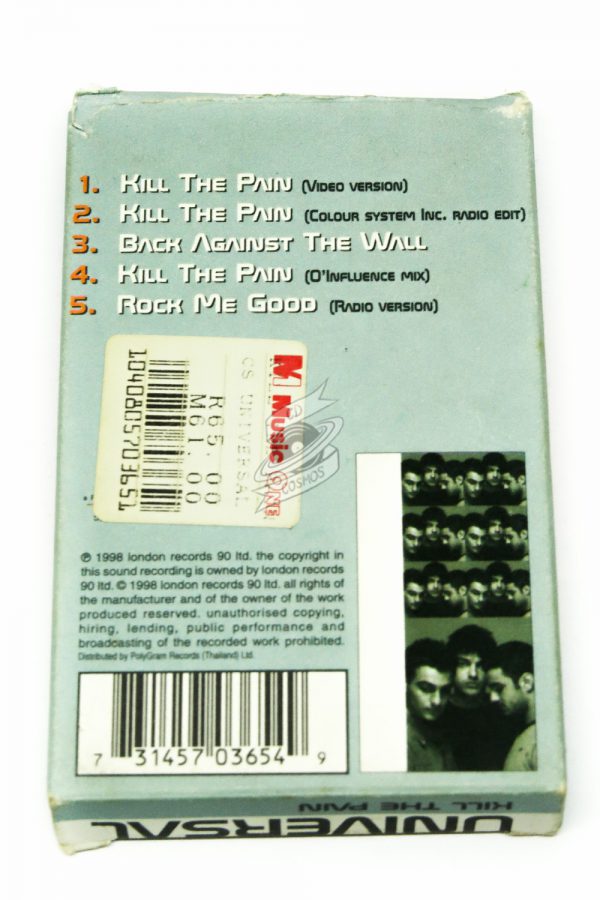 1. Kill The Pain (Video version)
2. Kill The Pain (Colour system Inc. radio edit)
3. Back Against The Wall
4. Kill The Pain (O'Influence mix)
5. Rock Me Good (Radio version)
Music One
CS UNIVERSAL
R65.00
M61.00
1040805703651
CD
COSMOS
℗ 1998 london records 90 ltd. the copyright in
this sound recording is owned by london records
90 ltd. © 1998 london records 90 ltd. all rights of
the manufacturer and of the owner of the work
produced reserved. unauthorised copying,
hiring, lending, public performance and
broadcasting of the recorded work prohibited.
Distributed by PolyGram Records (Thailand) Ltd.
7 31457 03654 9
KILL THE PAIN
UNIVERSAL